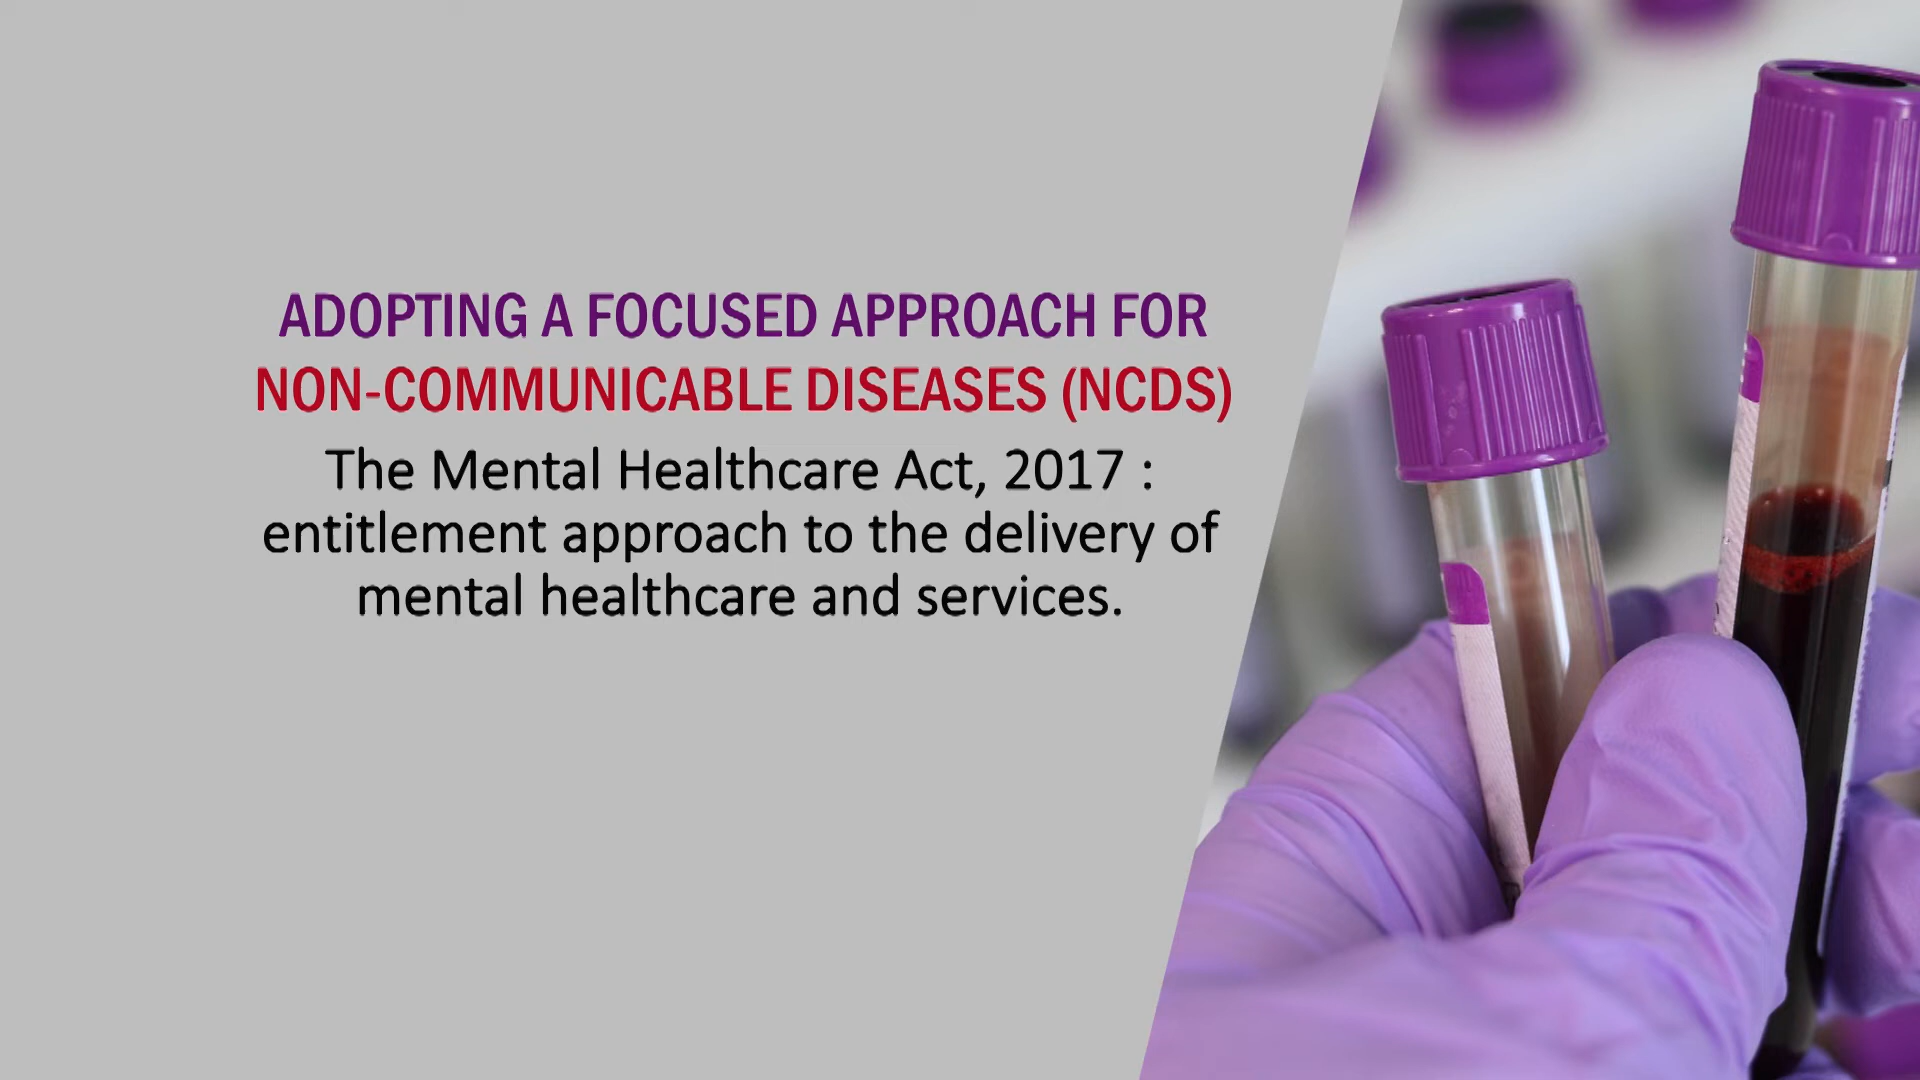 ADOPTING A FOCUSED APPROACH FOR
NON-COMMUNICABLE DISEASES (NCDS)
The Mental Healthcare Act, 2017 :
entitlement approach to the delivery of
mental healthcare and services.